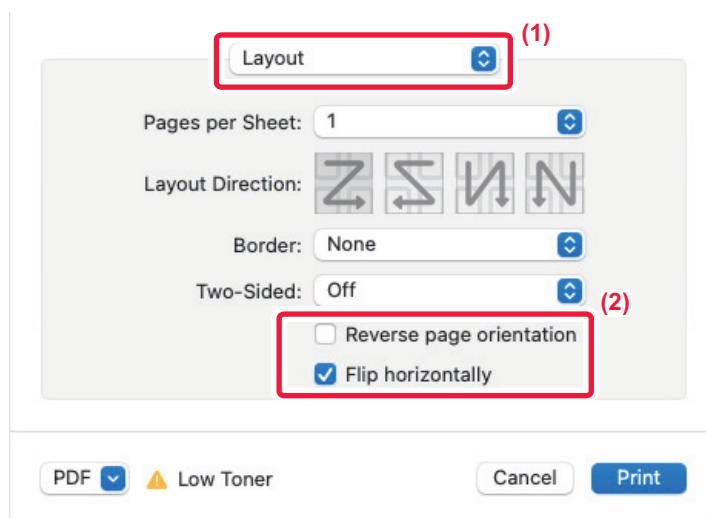 (1)
Layout
Pages per Sheet: 1
Layout Direction:
Border: None
Two-Sided: Off
(2)
Reverse page orientation
Flip horizontally
PDF Low Toner Cancel Print